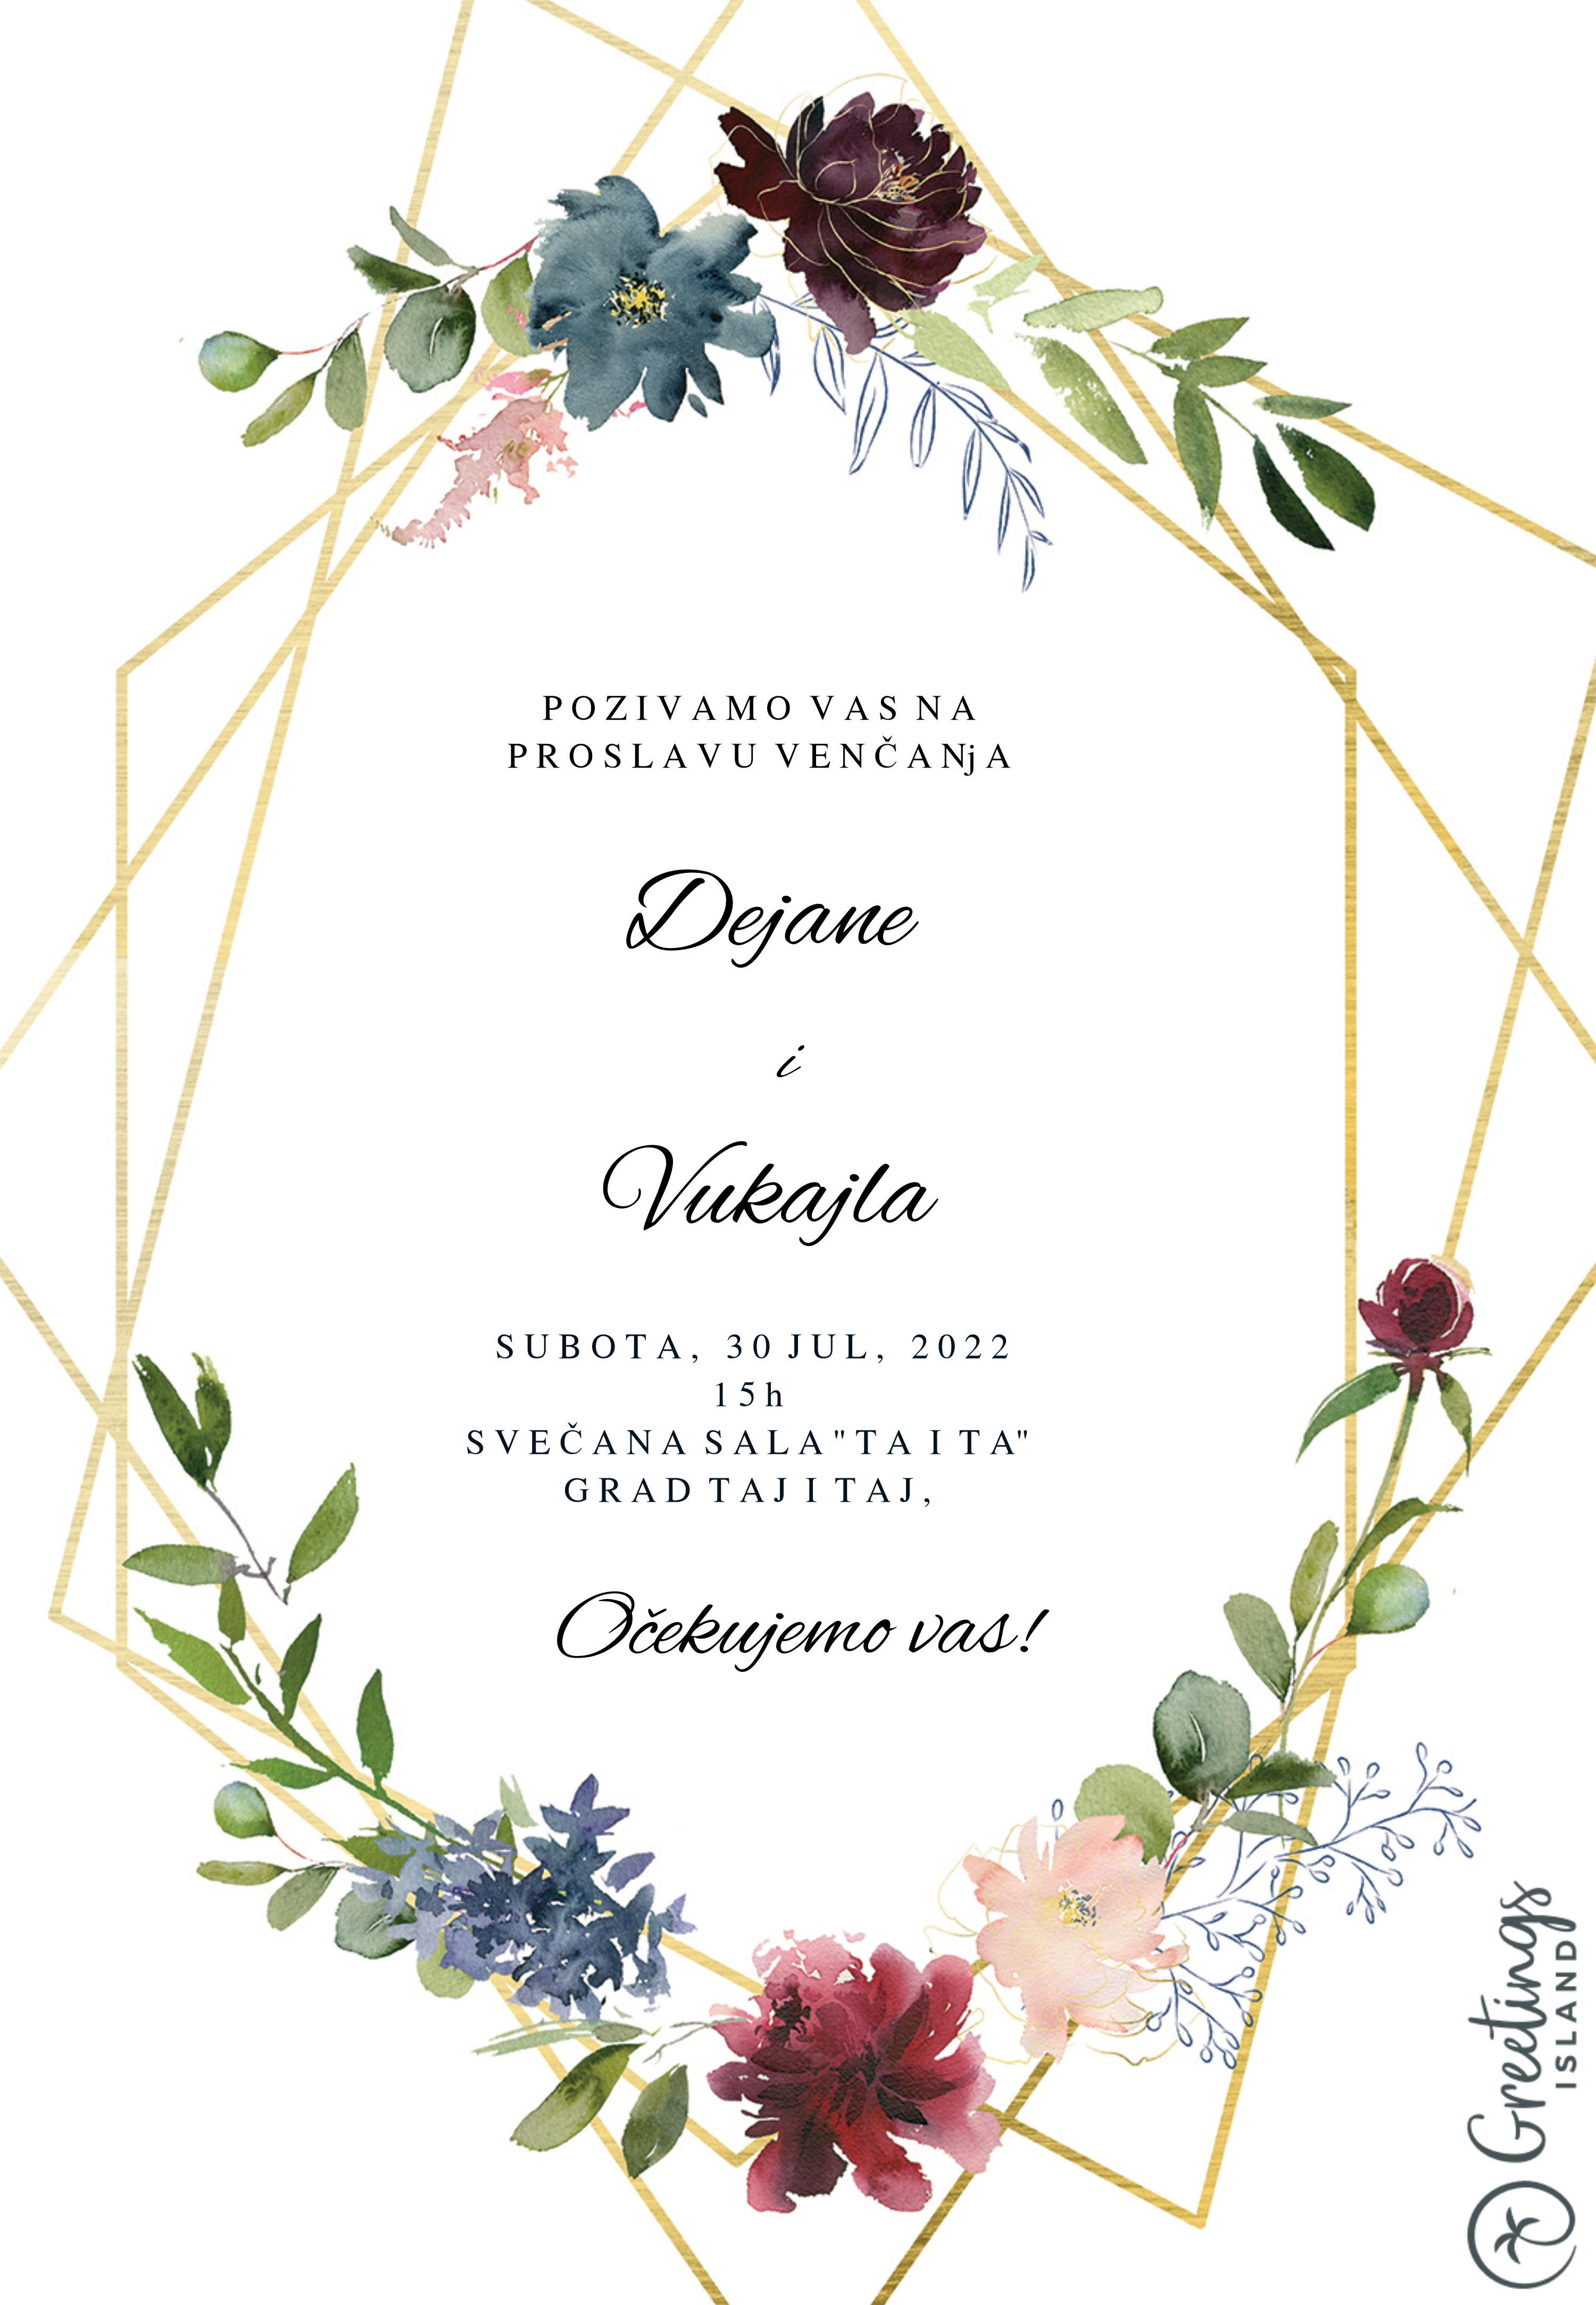 POZIVAMO VAS NA
PROSLAVU VENČANjA
Dejane
i
Vukajla
SUBOTA, 30 JUL, 2022
15h
SVEČANA SALA "TA I TA"
GRAD TAJ I TAJ,
Očekujemo vas!
Greetings
ISLAND